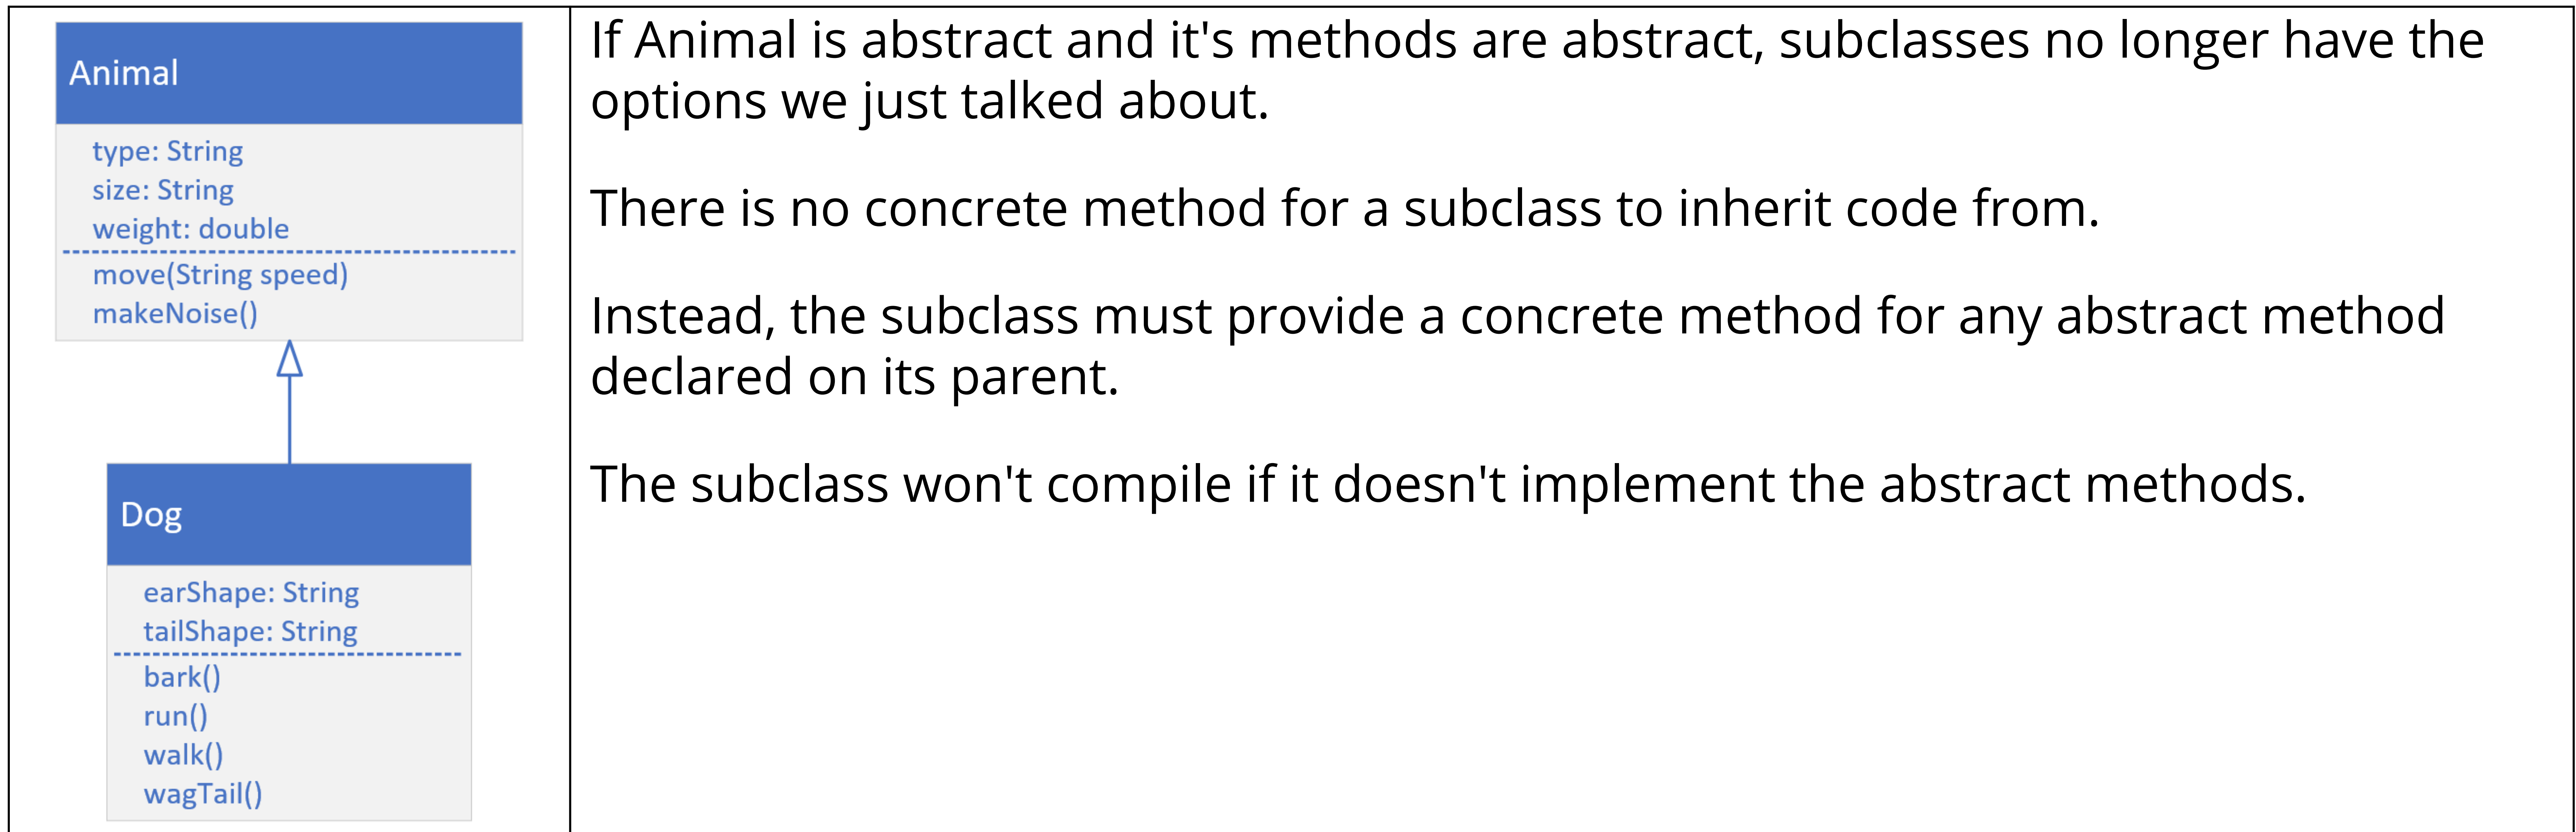 Animal
type: String
size: String
weight: double
move(String speed)
makeNoise()
Dog
earShape: String
tailShape: String
bark()
run()
walk()
wagTail()
If Animal is abstract and it's methods are abstract, subclasses no longer have the
options we just talked about.
There is no concrete method for a subclass to inherit code from.
Instead, the subclass must provide a concrete method for any abstract method
declared on its parent.
The subclass won't compile if it doesn't implement the abstract methods.